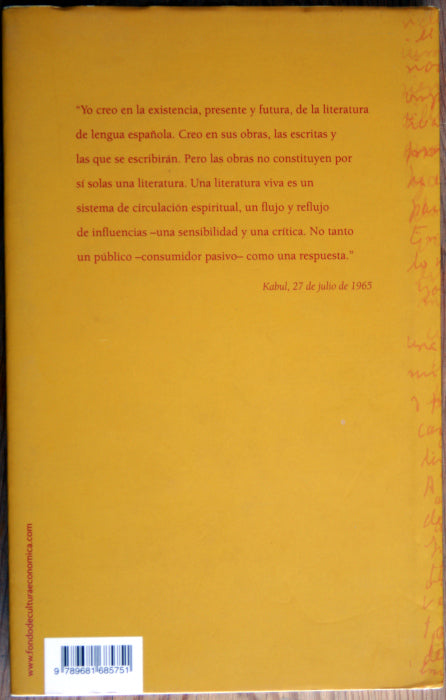 “Yo creo en la existencia, presente y futura, de la literatura
de lengua española. Creo en sus obras, las escritas y
las que se escribirán. Pero las obras no constituyen por
sí solas una literatura. Una literatura viva es un
sistema de circulación espiritual, un flujo y reflujo
de influencias –una sensibilidad y una crítica. No tanto
un público –consumidor pasivo– como una respuesta.”
Kabul, 27 de julio de 1965
www.fondodeculturaeconomica.com
9 789681 685751
una